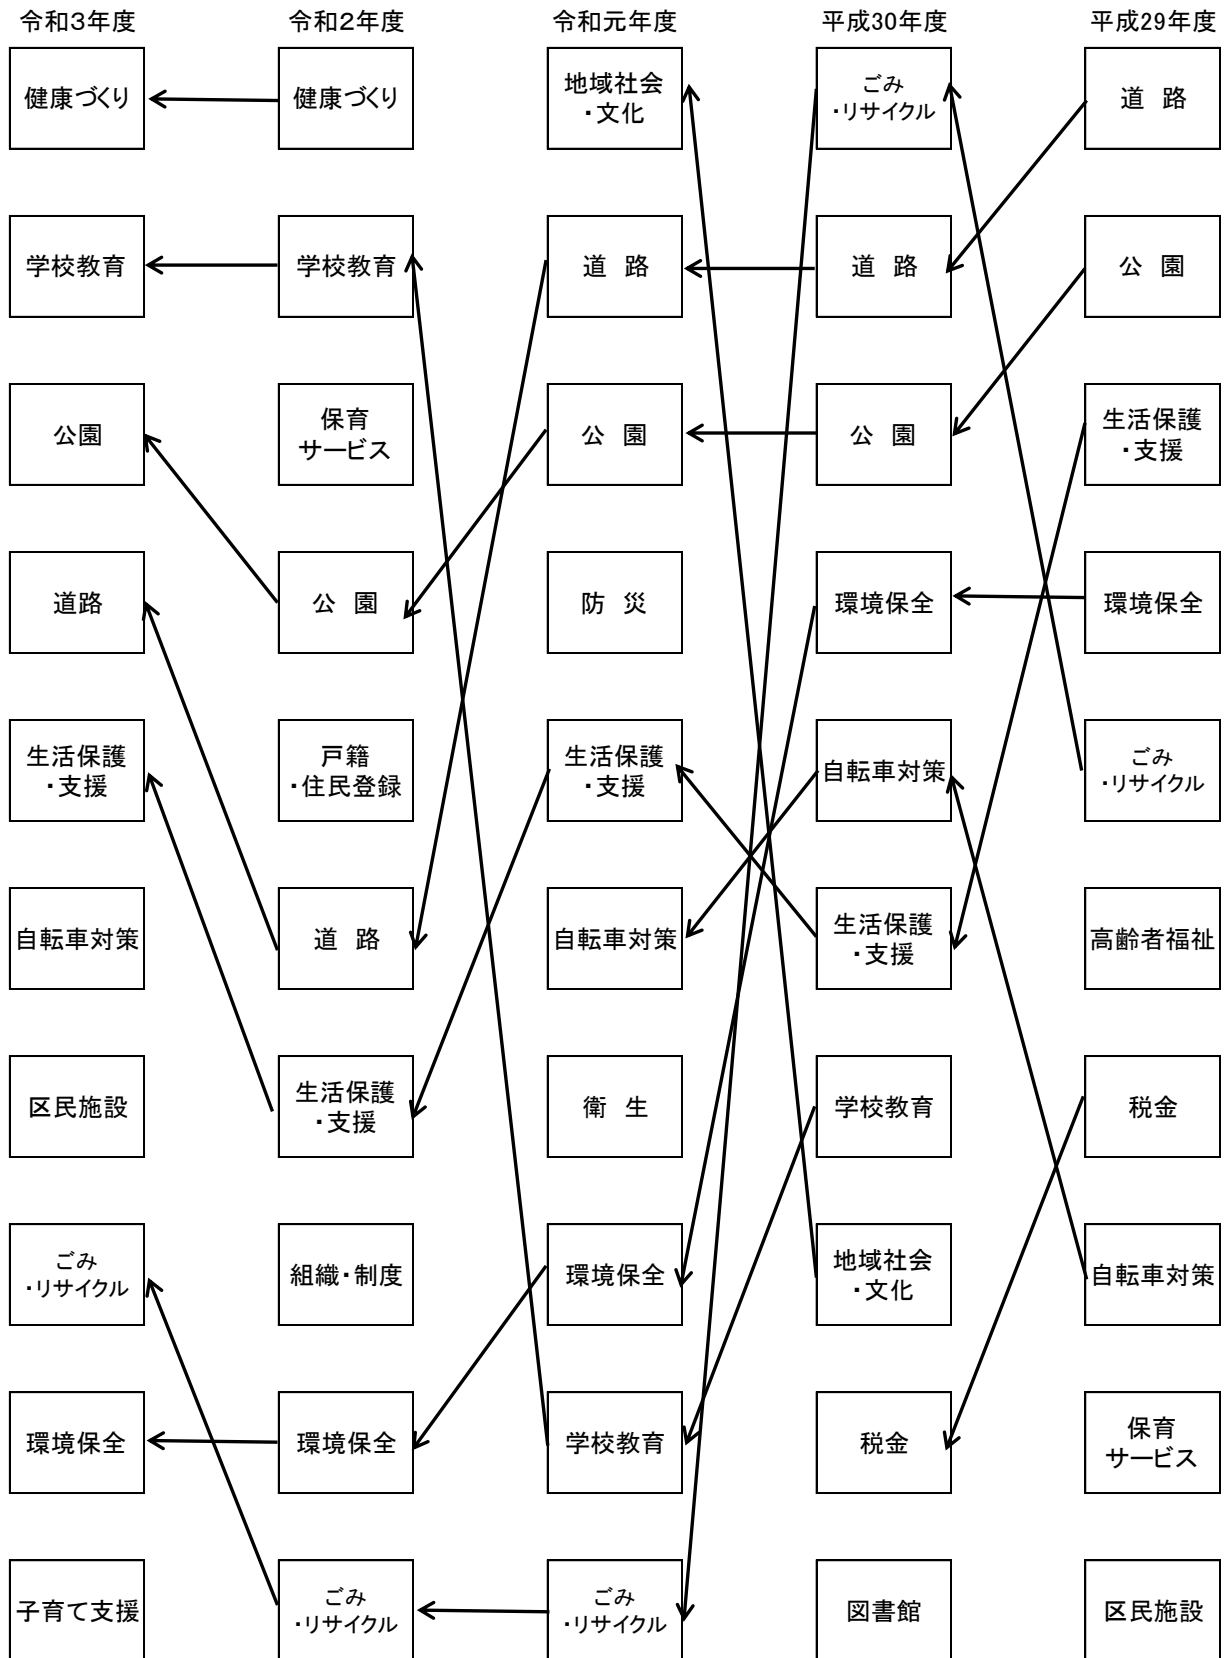 令和３年度
令和２年度
令和元年度
平成30年度
平成29年度
健康づくり
健康づくり
地域社会
・文化
ごみ
・リサイクル
道 路
学校教育
学校教育
道 路
道 路
公 園
公園
保育
サービス
公 園
公 園
生活保護
・支援
道路
公 園
防 災
環境保全
環境保全
生活保護
・支援
戸籍
・住民登録
生活保護
・支援
自転車対策
ごみ
・リサイクル
自転車対策
道 路
自転車対策
生活保護
・支援
高齢者福祉
区民施設
生活保護
・支援
衛 生
学校教育
税金
ごみ
・リサイクル
組織・制度
環境保全
地域社会
・文化
自転車対策
環境保全
環境保全
学校教育
税金
保育
サービス
子育て支援
ごみ
・リサイクル
ごみ
・リサイクル
図書館
区民施設